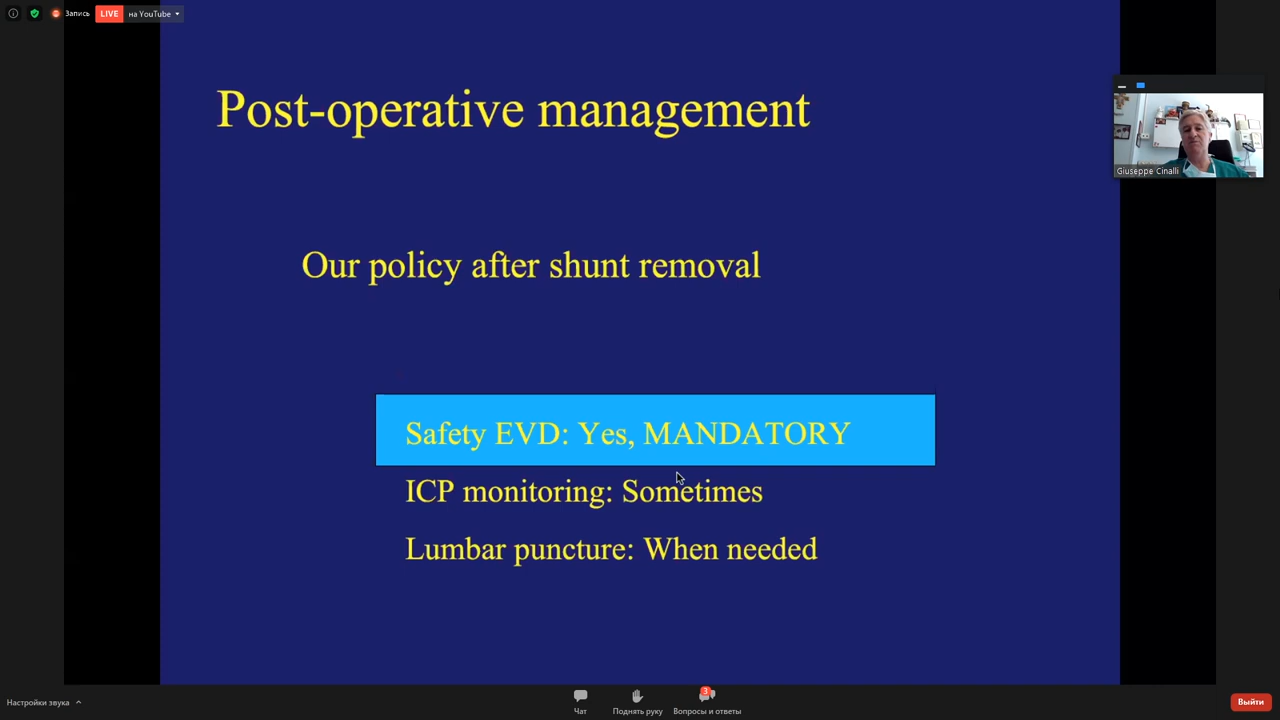 Запись
LIVE
на YouTube
Post-operative management
Giuseppe Cinalli
Our policy after shunt removal
Safety EVD: Yes, MANDATORY
ICP monitoring: Sometimes
Lumbar puncture: When needed
Настройки звука
Чат
Поднять руку
3
Вопросы и ответы
Выйти